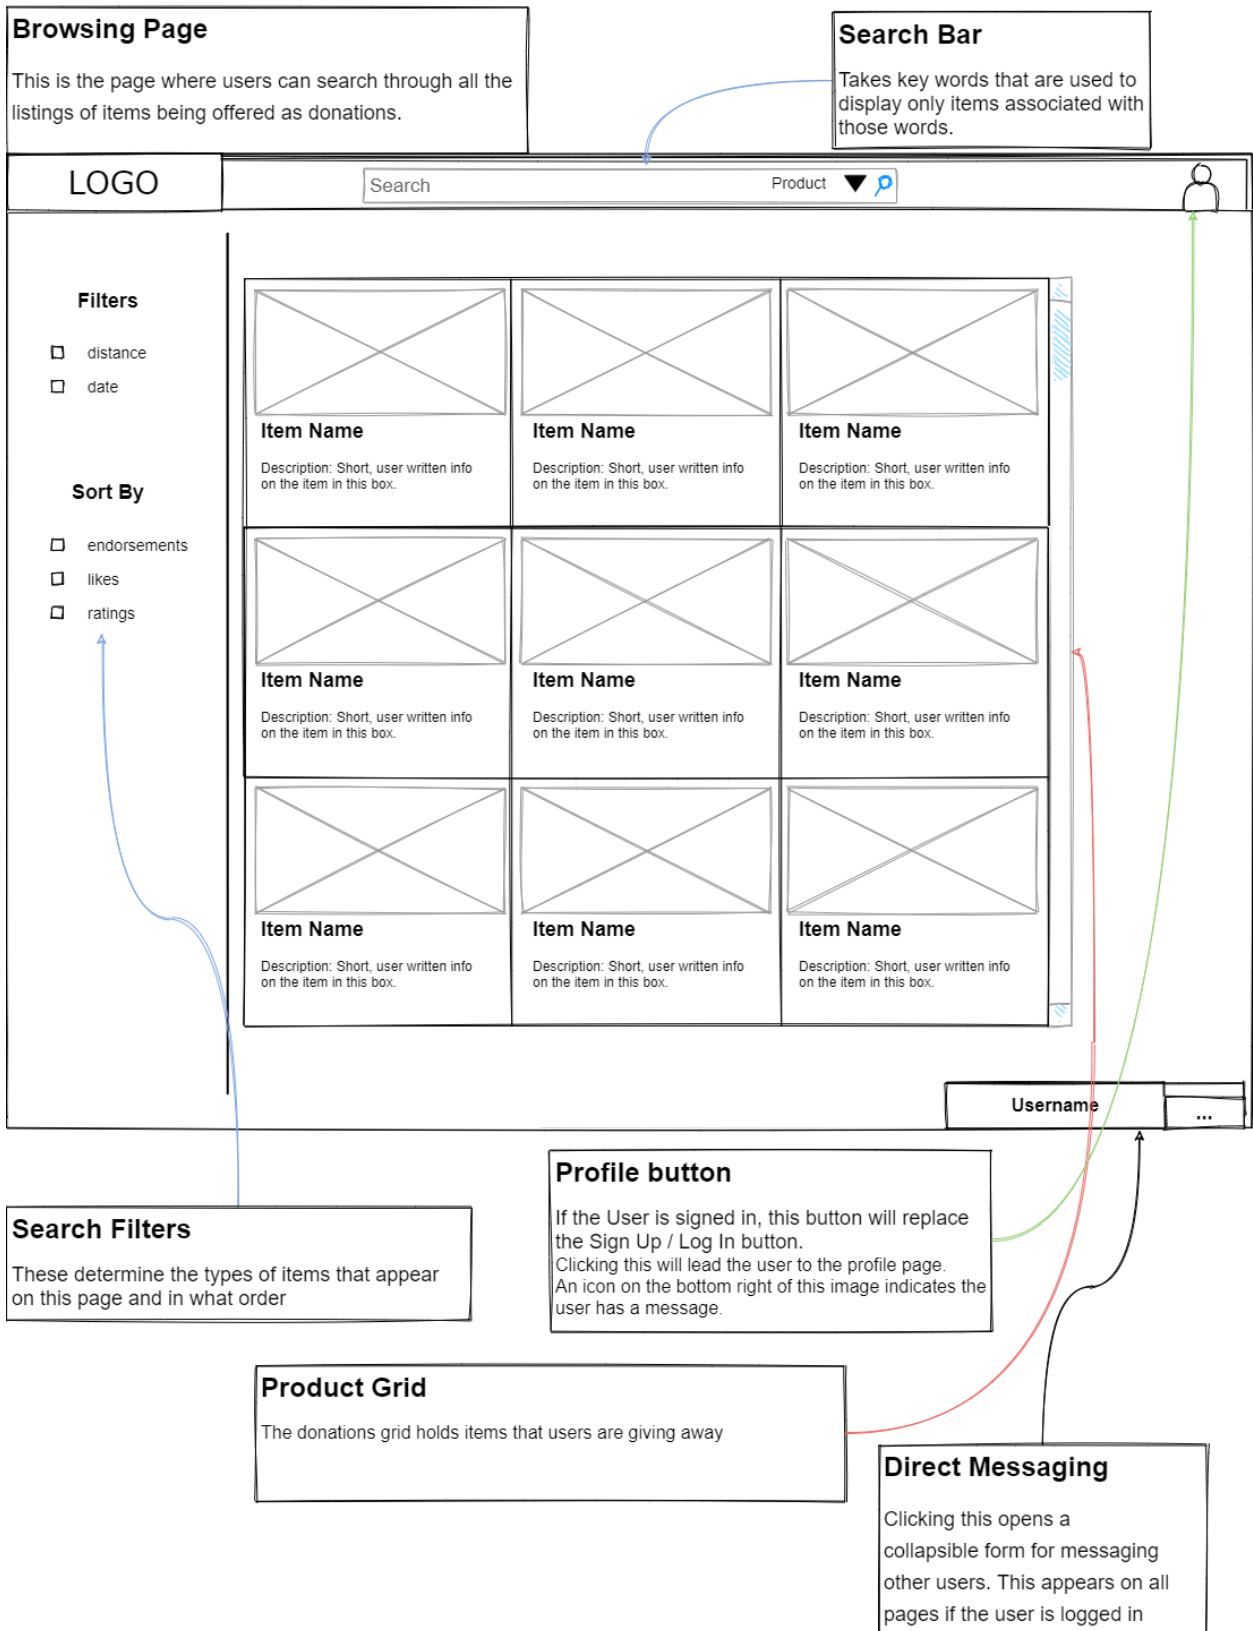 Browsing Page
This is the page where users can search through all the
listings of items being offered as donations.
Search Bar
Takes key words that are used to
display only items associated with
those words.
LOGO
Search
Product
Filters
distance
date
Sort By
endorsements
likes
ratings
Item Name
Description: Short, user written info
on the item in this box.
Item Name
Description: Short, user written info
on the item in this box.
Item Name
Description: Short, user written info
on the item in this box.
Item Name
Description: Short, user written info
on the item in this box.
Item Name
Description: Short, user written info
on the item in this box.
Item Name
Description: Short, user written info
on the item in this box.
Item Name
Description: Short, user written info
on the item in this box.
Item Name
Description: Short, user written info
on the item in this box.
Item Name
Description: Short, user written info
on the item in this box.
Username
...
Search Filters
These determine the types of items that appear
on this page and in what order
Profile button
If the User is signed in, this button will replace
the Sign Up / Log In button.
Clicking this will lead the user to the profile page.
An icon on the bottom right of this image indicates the
user has a message.
Product Grid
The donations grid holds items that users are giving away
Direct Messaging
Clicking this opens a
collapsible form for messaging
other users. This appears on all
pages if the user is logged in